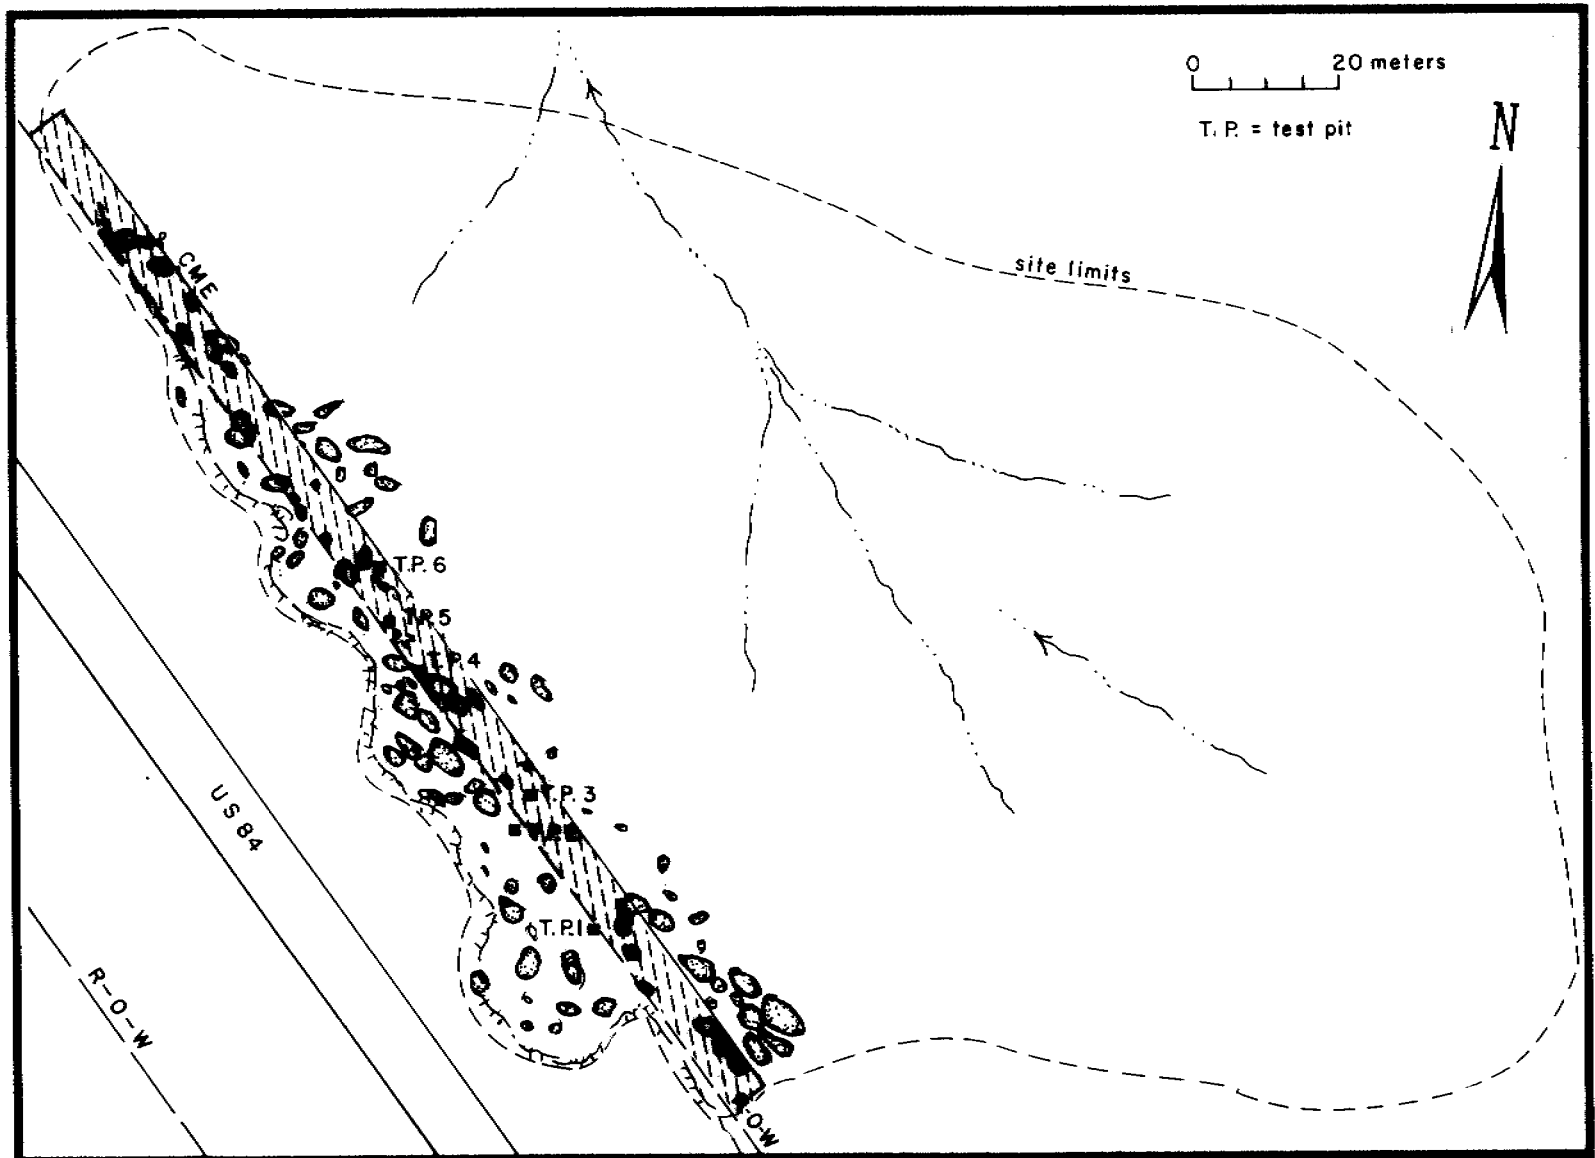 0 20 meters
T. P. = test pit
N
site limits
CME
T.P. 6
T.P. 5
T.P. 4
T.P. 3
T.P. 1
US 84
R-O-W
O-W